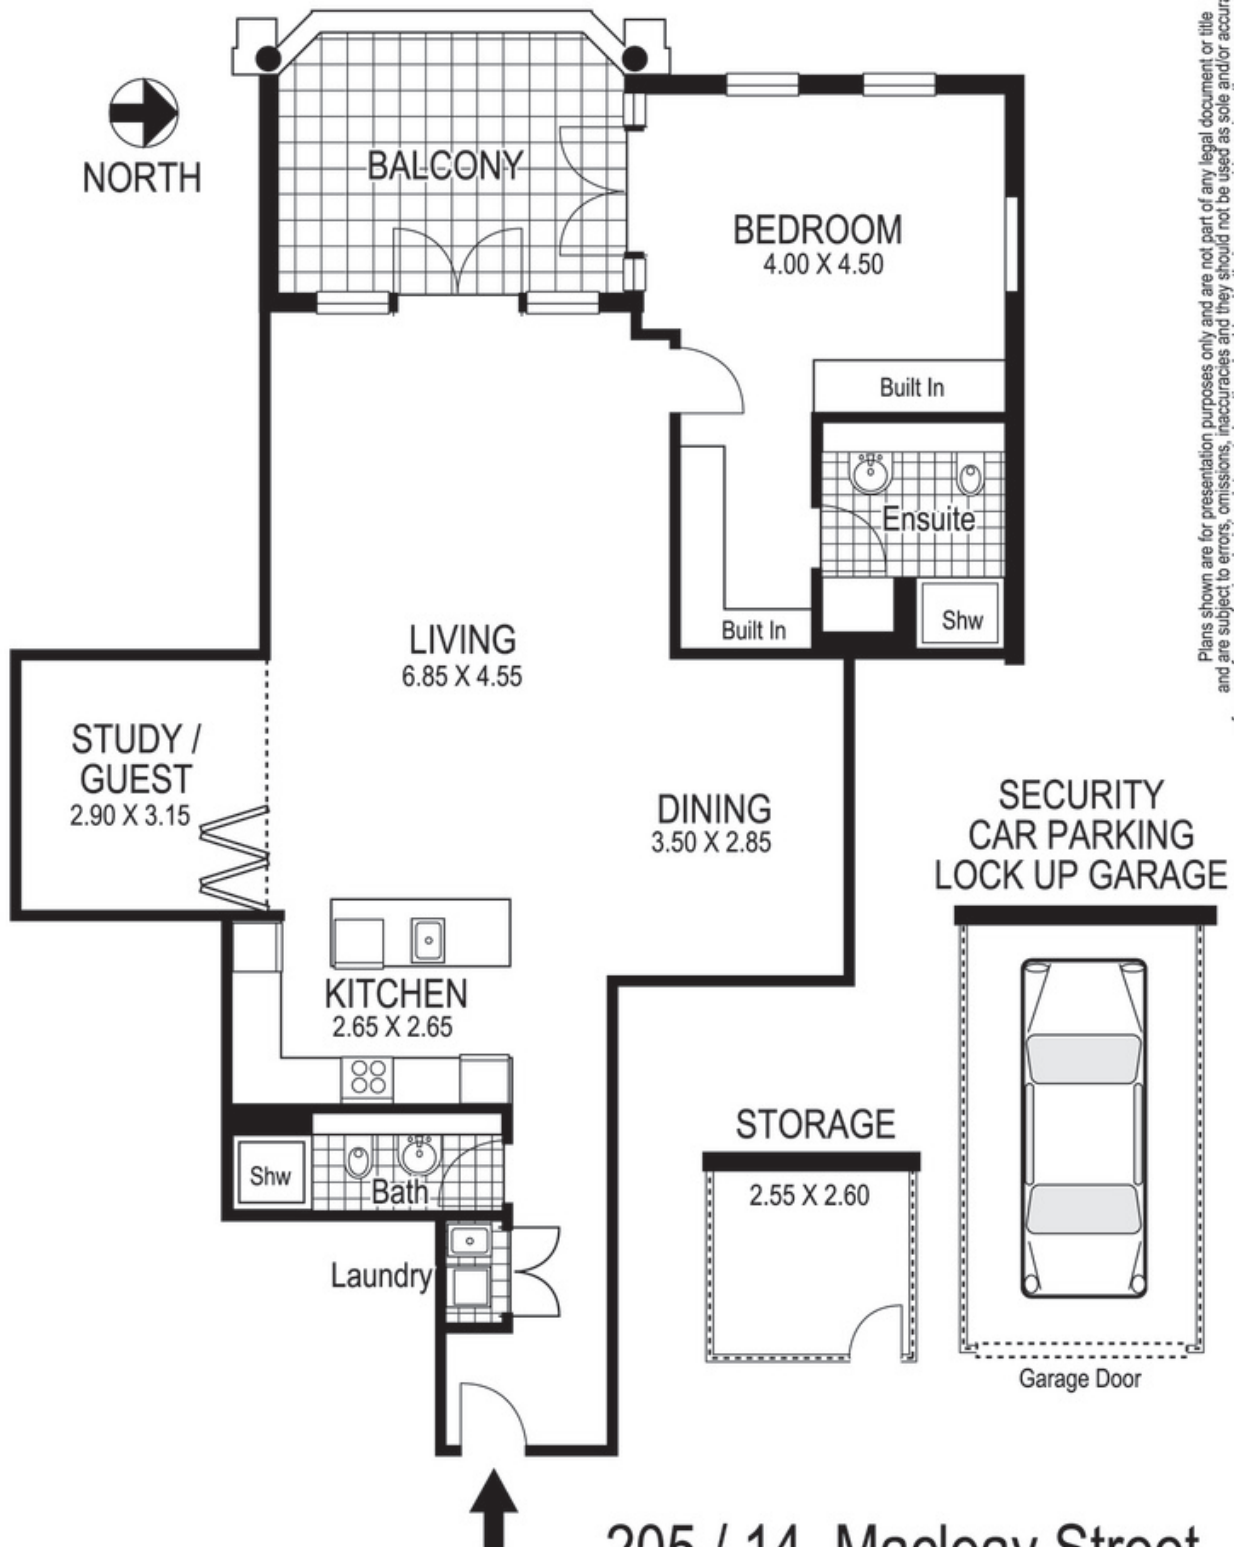 NORTH
BALCONY
BEDROOM
4.00 X 4.50
Built In
Ensuite
Shw
Built In
LIVING
6.85 X 4.55
STUDY /
GUEST
2.90 X 3.15
DINING
3.50 X 2.85
KITCHEN
2.65 X 2.65
Shw
Bath
Laundry
SECURITY
CAR PARKING
LOCK UP GARAGE
Garage Door
STORAGE
2.55 X 2.60
205 / 14 Macleay Street
Plans shown are for presentation purposes only and are not part of any legal document or title
and are subject to errors, omissions, inaccuracies and they should not be used as sole and/or